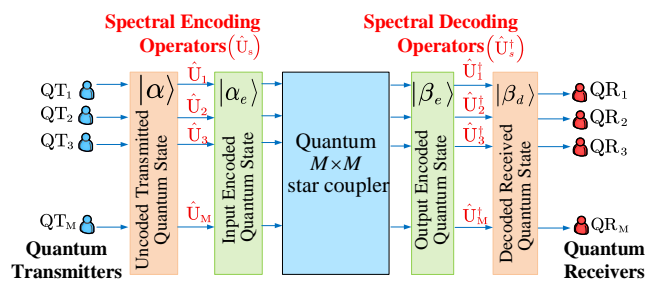 Spectral Encoding
Operators(Û_s)
Spectral Decoding
Operators(Û_s^†)
QT_1
QT_2
QT_3
QT_M
Quantum
Transmitters
|α⟩
Uncoded Transmitted
Quantum State
Û_1
Û_2
Û_3
Û_M
|α_e⟩
Input Encoded
Quantum State
Quantum
M×M
star coupler
|β_e⟩
Output Encoded
Quantum State
Û_1^†
Û_2^†
Û_3^†
Û_M^†
|β_d⟩
Decoded Received
Quantum State
QR_1
QR_2
QR_3
QR_M
Quantum
Receivers